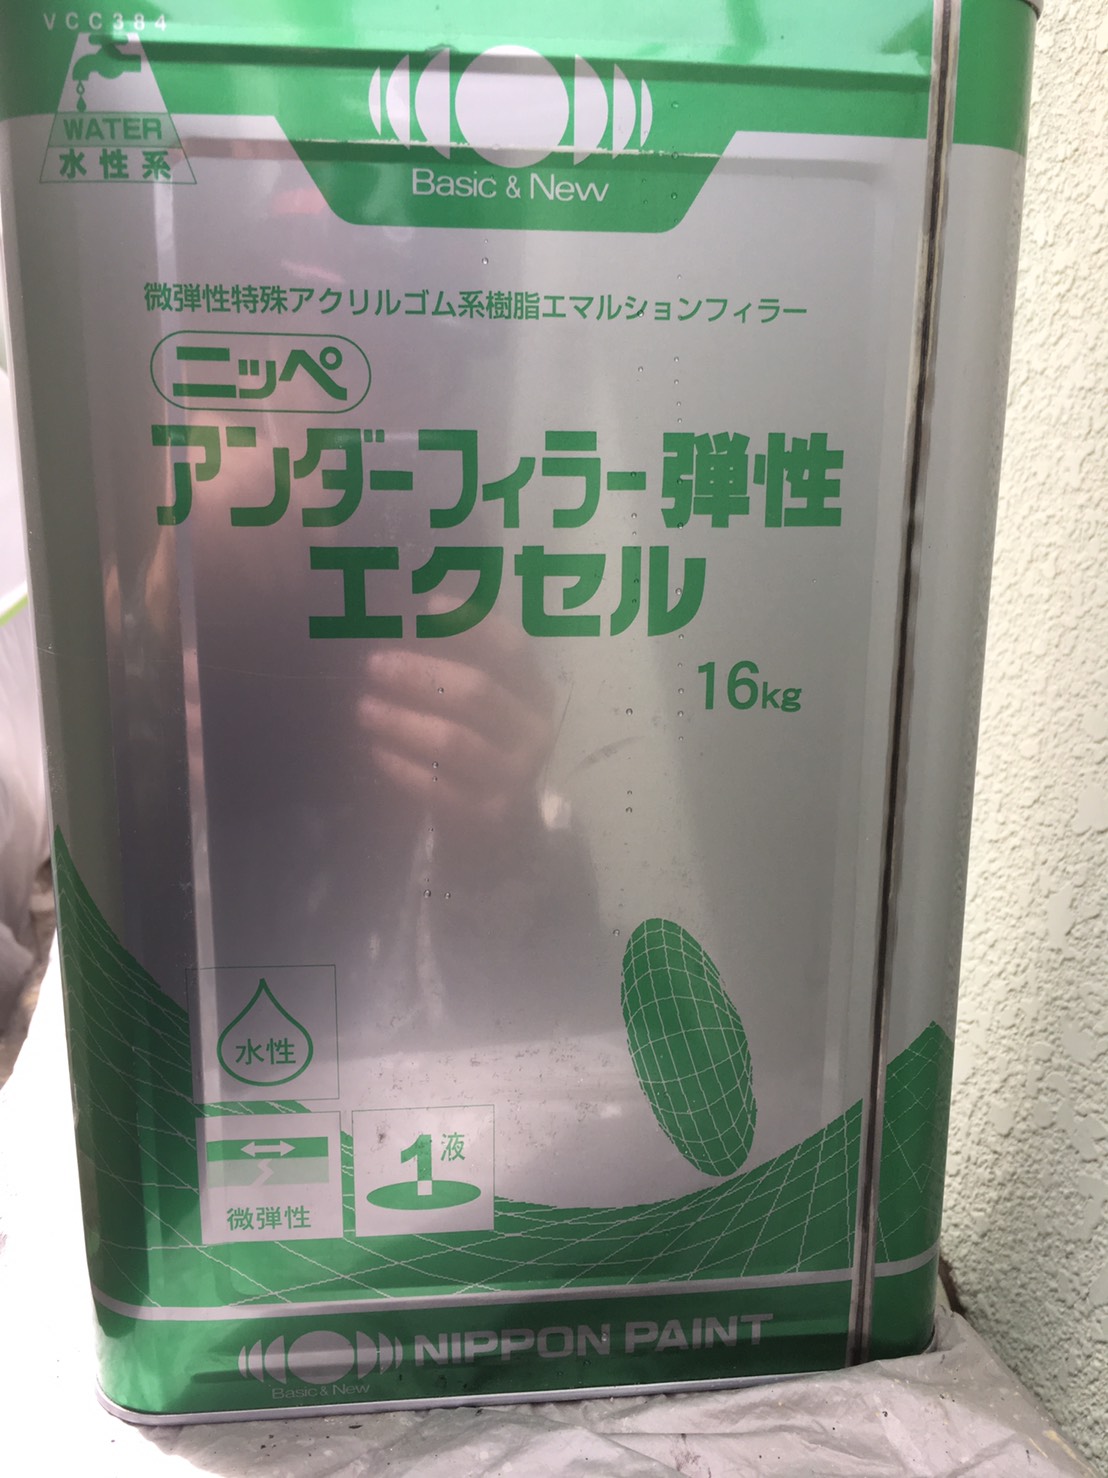 VCC384
WATER
水性系
Basic & New
微弾性特殊アクリルゴム系樹脂エマルションフィラー
ニッペ
アンダーフィラー弾性
エクセル
16kg
水性
微弾性
1液
NIPPON PAINT
Basic & New